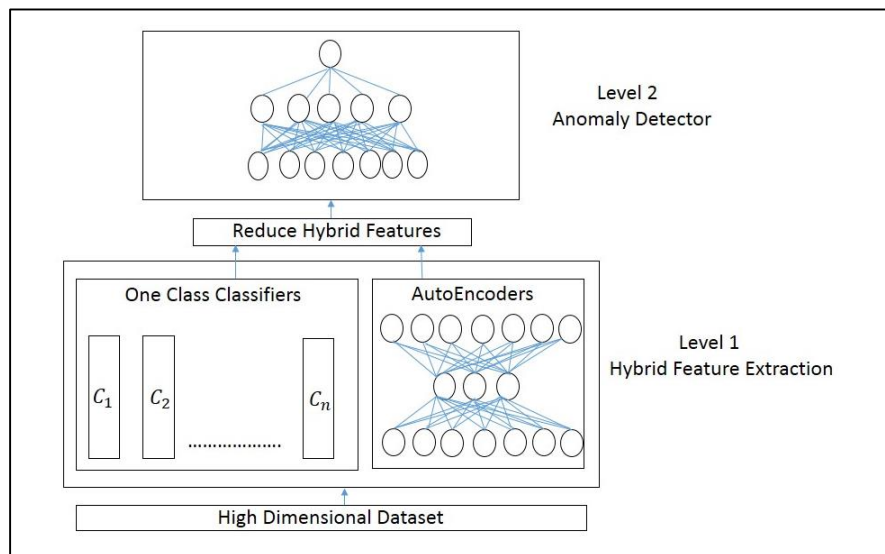 Level 2
Anomaly Detector
Reduce Hybrid Features
One Class Classifiers
AutoEncoders
C₁ C₂ ................... Cₙ
Level 1
Hybrid Feature Extraction
High Dimensional Dataset